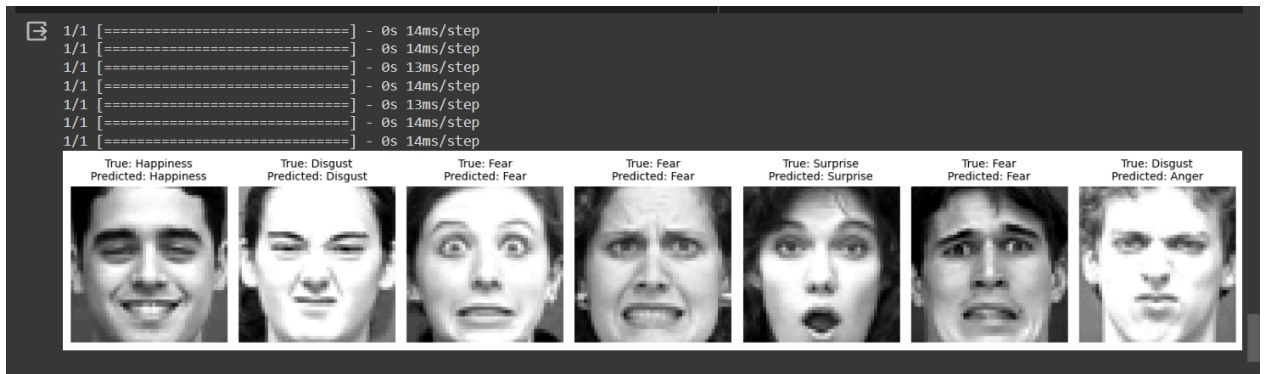 1/1 [==============================] - 0s 14ms/step
1/1 [==============================] - 0s 14ms/step
1/1 [==============================] - 0s 13ms/step
1/1 [==============================] - 0s 14ms/step
1/1 [==============================] - 0s 13ms/step
1/1 [==============================] - 0s 14ms/step
1/1 [==============================] - 0s 14ms/step
True: Happiness
Predicted: Happiness
True: Disgust
Predicted: Disgust
True: Fear
Predicted: Fear
True: Fear
Predicted: Fear
True: Surprise
Predicted: Surprise
True: Fear
Predicted: Fear
True: Disgust
Predicted: Anger